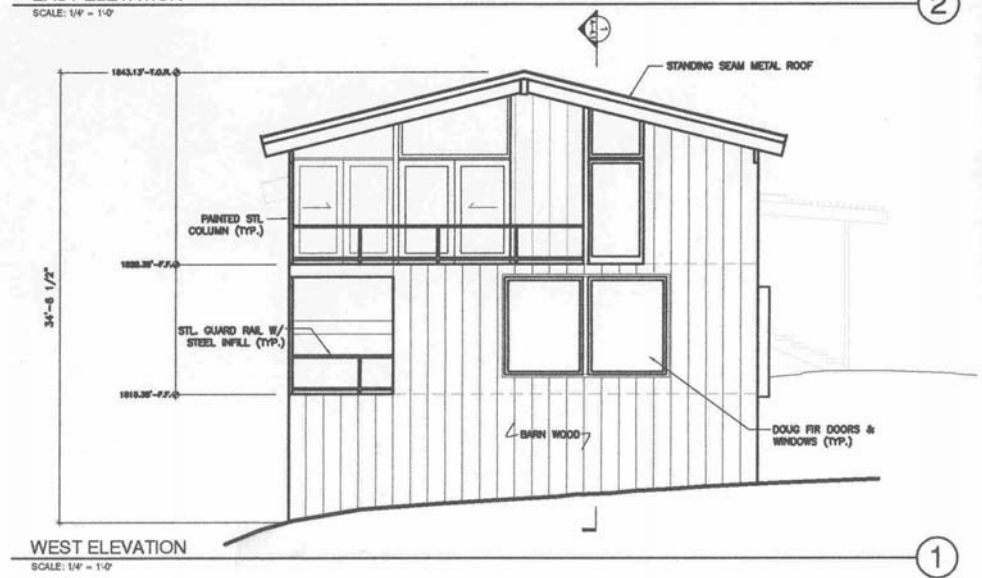 SCALE: 1/4" = 1'-0"
2
1
1843.13'-T.O.R.
STANDING SEAM METAL ROOF
PAINTED STL
COLUMN (TYP.)
34'-6 1/2"
STL. GUARD RAIL W/
STEEL INFILL (TYP.)
BARN WOOD
DOUG FIR DOORS &
WINDOWS (TYP.)
WEST ELEVATION
SCALE: 1/4" = 1'-0"
1